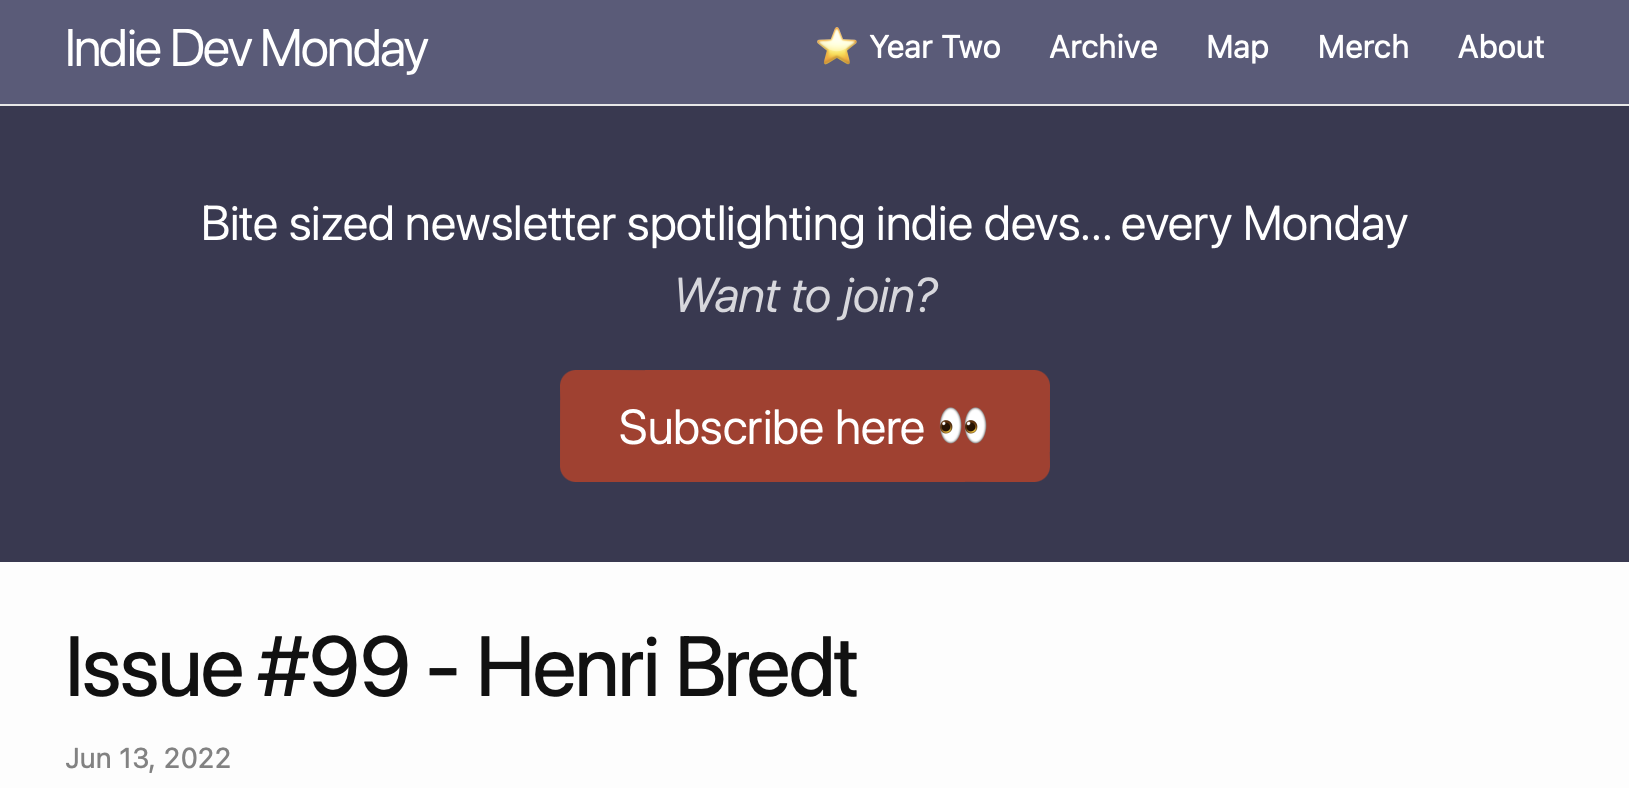 Indie Dev Monday
⭐ Year Two Archive Map Merch About
Bite sized newsletter spotlighting indie devs... every Monday
Want to join?
Subscribe here 👀
Issue #99 - Henri Bredt
Jun 13, 2022